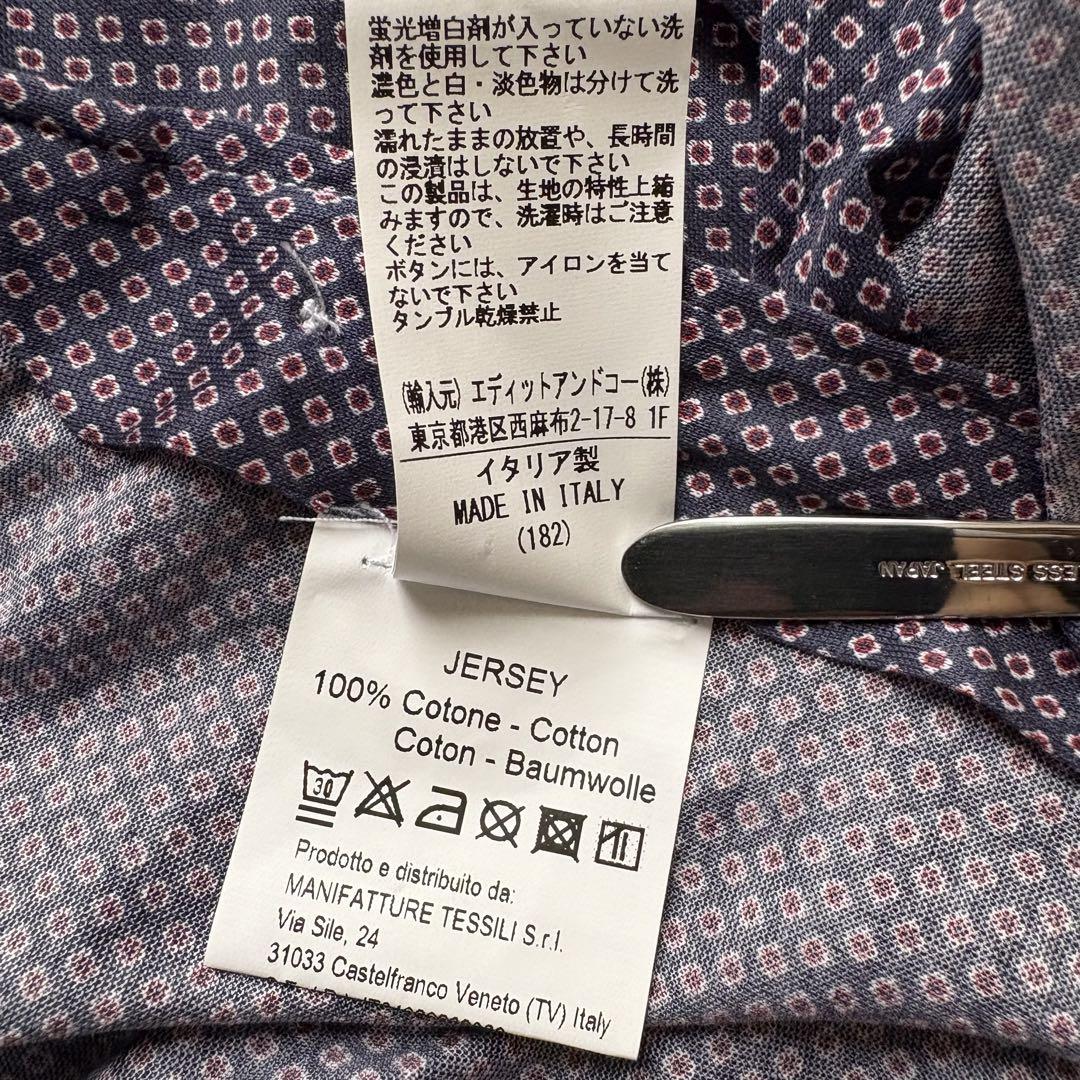 蛍光増白剤が入っていない洗
剤を使用して下さい
濃色と白・淡色物は分けて洗
って下さい
濡れたままの放置や、長時間
の浸漬はしないで下さい
この製品は、生地の特性上縮
みますので、洗濯時はご注意
ください
ボタンには、アイロンを当て
ないで下さい
タンブル乾燥禁止
(輸入元) エディットアンドコー(株)
東京都港区西麻布2-17-8 1F
イタリア製
MADE IN ITALY
(182)
ESS STEEL JAPAN
JERSEY
100% Cotone - Cotton
Coton - Baumwolle
30
Prodotto e distribuito da:
MANIFATTURE TESSILI S.r.l.
Via Sile, 24
31033 Castelfranco Veneto (TV) Italy